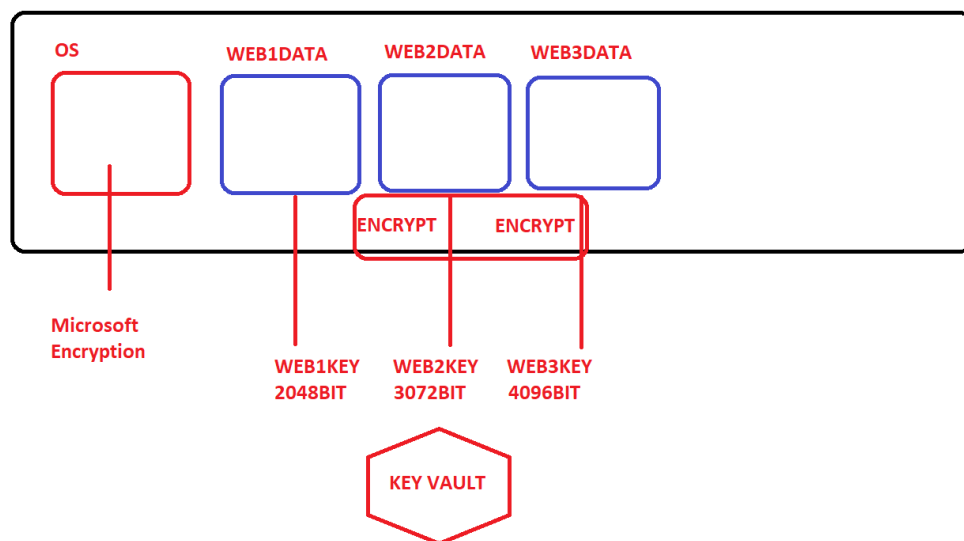 OS
WEB1DATA
WEB2DATA
WEB3DATA
ENCRYPT
ENCRYPT
Microsoft
Encryption
WEB1KEY
2048BIT
WEB2KEY
3072BIT
WEB3KEY
4096BIT
KEY VAULT